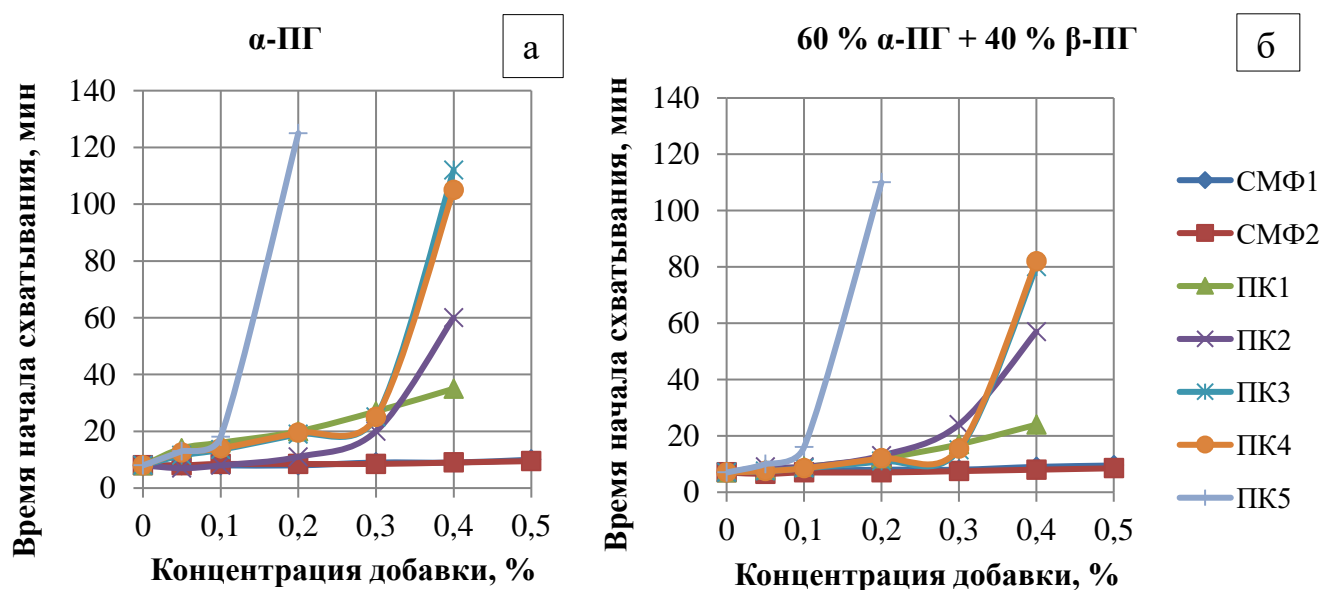 α-ПГ
а
Время начала схватывания, мин
140
120
100
80
60
40
20
0
0
0,1
0,2
0,3
0,4
0,5
Концентрация добавки, %
60 % α-ПГ + 40 % β-ПГ
б
Время начала схватывания, мин
140
120
100
80
60
40
20
0
0
0,1
0,2
0,3
0,4
0,5
Концентрация добавки, %
СМФ1
СМФ2
ПК1
ПК2
ПК3
ПК4
ПК5